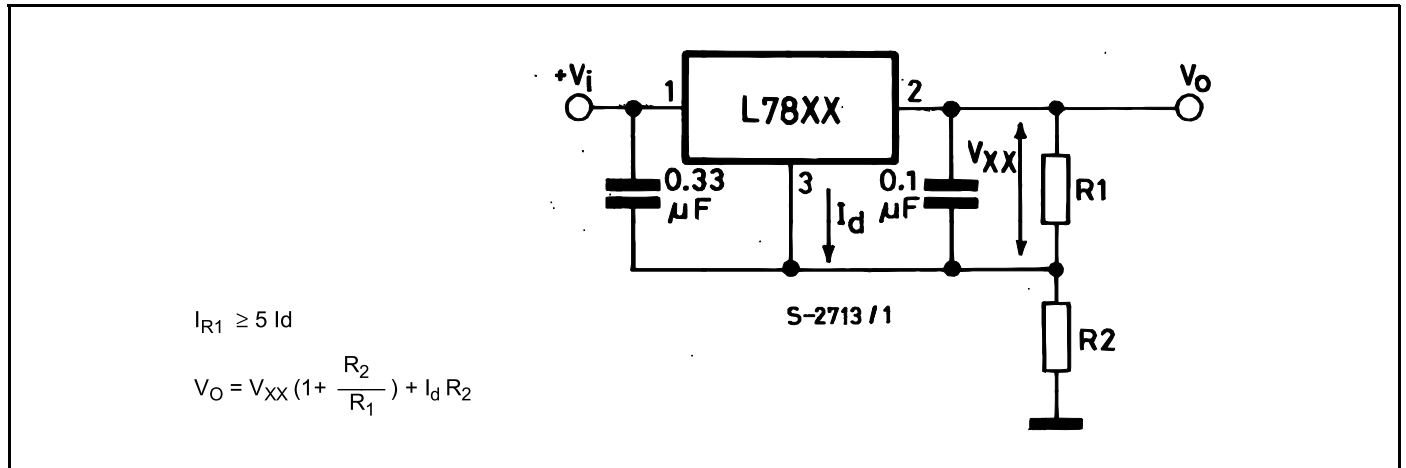 +Vi
1
L78XX
2
Vo
0.33
µF
3
Id
0.1
µF
VXX
R1
S-2713/1
R2
IR1 ≥ 5 Id
VO = VXX (1+ R2/R1) + Id R2